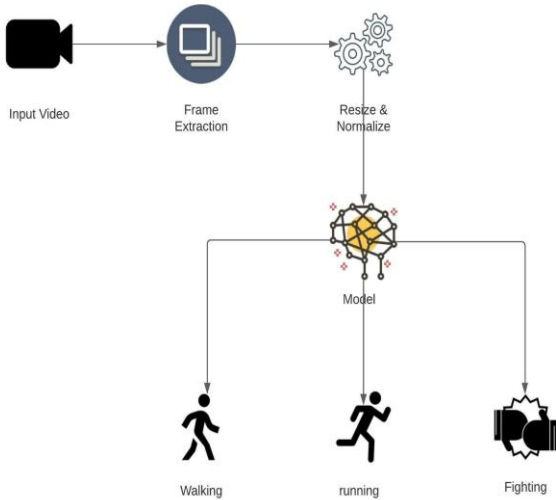 Input Video
Frame
Extraction
Resize &
Normalize
Model
Walking
running
Fighting